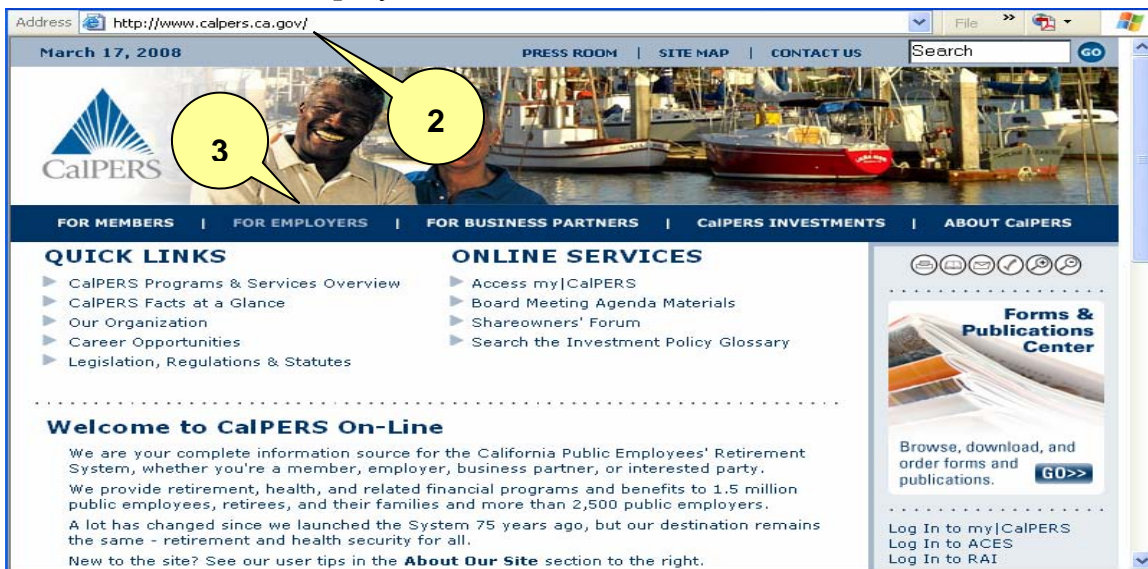 Address http://www.calpers.ca.gov/ File »
March 17, 2008 PRESS ROOM | SITE MAP | CONTACT US Search GO
2
3
CalPERS
FOR MEMBERS | FOR EMPLOYERS | FOR BUSINESS PARTNERS | CalPERS INVESTMENTS | ABOUT CalPERS
QUICK LINKS
CalPERS Programs & Services Overview
CalPERS Facts at a Glance
Our Organization
Career Opportunities
Legislation, Regulations & Statutes
ONLINE SERVICES
Access my|CalPERS
Board Meeting Agenda Materials
Shareowners' Forum
Search the Investment Policy Glossary
Welcome to CalPERS On-Line
We are your complete information source for the California Public Employees' Retirement
System, whether you're a member, employer, business partner, or interested party.
We provide retirement, health, and related financial programs and benefits to 1.5 million
public employees, retirees, and their families and more than 2,500 public employers.
A lot has changed since we launched the System 75 years ago, but our destination remains
the same - retirement and health security for all.
New to the site? See our user tips in the About Our Site section to the right.
Forms &
Publications
Center
Browse, download, and
order forms and
publications. GO>>
Log In to my|CalPERS
Log In to ACES
Log In to RAI